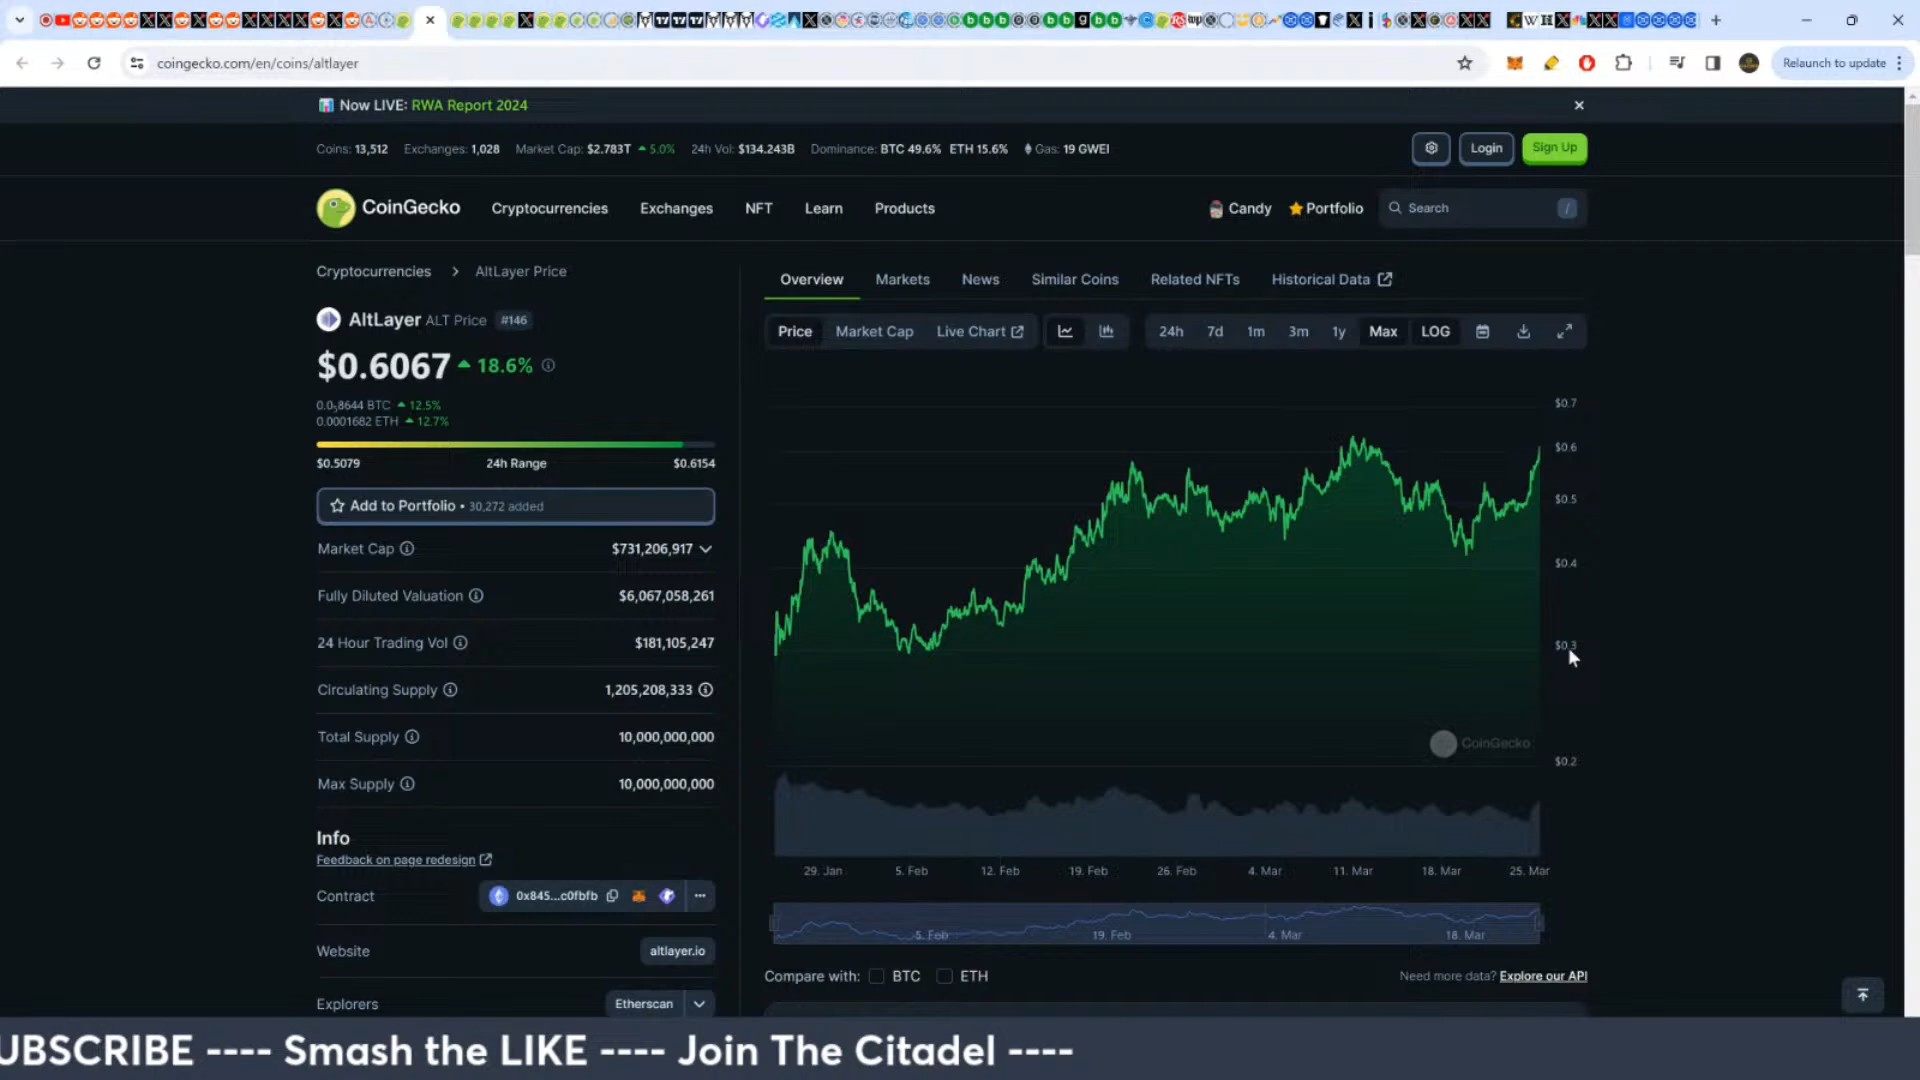 coingecko.com/en/coins/altlayer
Relaunch to update
Now LIVE: RWA Report 2024
Coins: 13,512 Exchanges: 1,028 Market Cap: $2.783T 5.0% 24h Vol: $134.243B Dominance: BTC 49.6% ETH 15.6% Gas: 19 GWEI
Login
Sign Up
CoinGecko
Cryptocurrencies Exchanges NFT Learn Products
Candy Portfolio Search /
Cryptocurrencies > AltLayer Price
AltLayer ALT Price #146
$0.6067 18.6%
0.0₅8644 BTC 12.5%
0.0001682 ETH 12.7%
$0.5079 24h Range $0.6154
Add to Portfolio • 30,272 added
Market Cap $731,206,917
Fully Diluted Valuation $6,067,058,261
24 Hour Trading Vol $181,105,247
Circulating Supply 1,205,208,333
Total Supply 10,000,000,000
Max Supply 10,000,000,000
Info
Feedback on page redesign
Contract 0x845...c0fbfb
Website altlayer.io
Explorers Etherscan
Overview Markets News Similar Coins Related NFTs Historical Data
Price Market Cap Live Chart 24h 7d 1m 3m 1y Max LOG
$0.7
$0.6
$0.5
$0.4
$0.3
CoinGecko
$0.2
29. Jan 5. Feb 12. Feb 19. Feb 26. Feb 4. Mar 11. Mar 18. Mar 25. Mar
5. Feb 19. Feb 4. Mar 18. Mar
Compare with: BTC ETH
Need more data? Explore our API
UBSCRIBE ---- Smash the LIKE ---- Join The Citadel ----